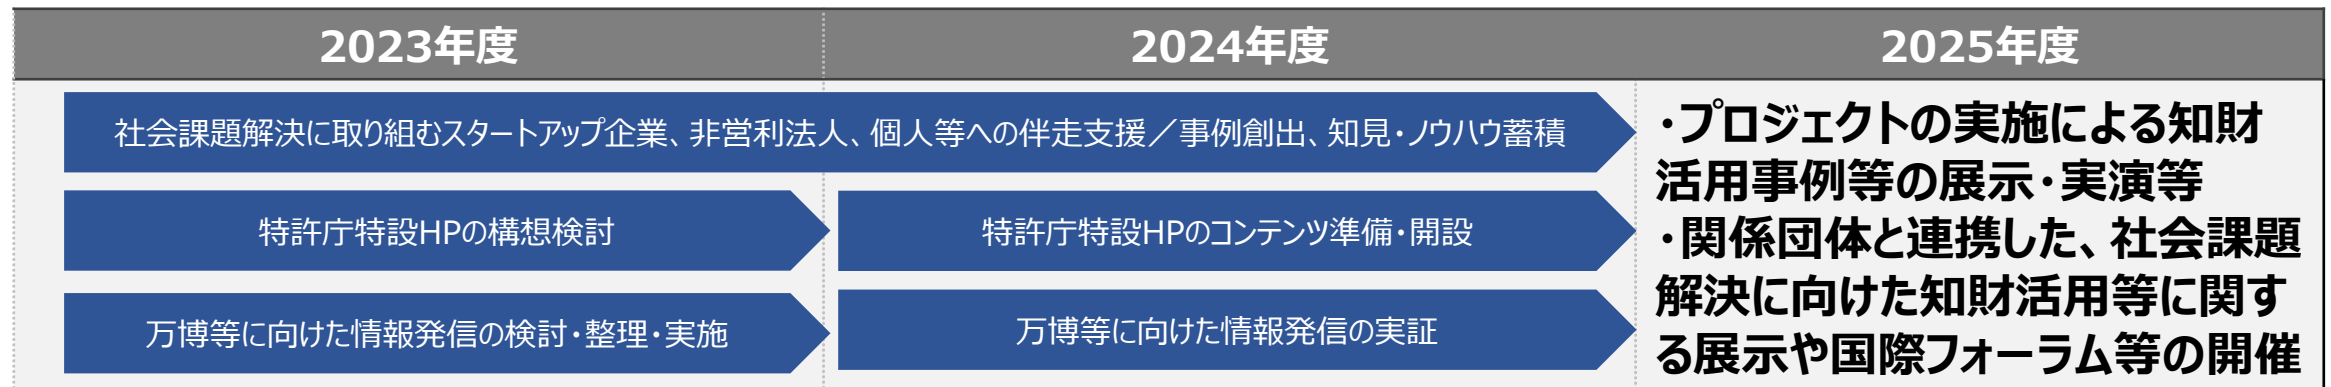 2023年度
2024年度
2025年度
社会課題解決に取り組むスタートアップ企業、非営利法人、個人等への伴走支援／事例創出、知見・ノウハウ蓄積
特許庁特設HPの構想検討
特許庁特設HPのコンテンツ準備・開設
万博等に向けた情報発信の検討・整理・実施
万博等に向けた情報発信の実証
・プロジェクトの実施による知財
活用事例等の展示・実演等
・関係団体と連携した、社会課題
解決に向けた知財活用等に関す
る展示や国際フォーラム等の開催